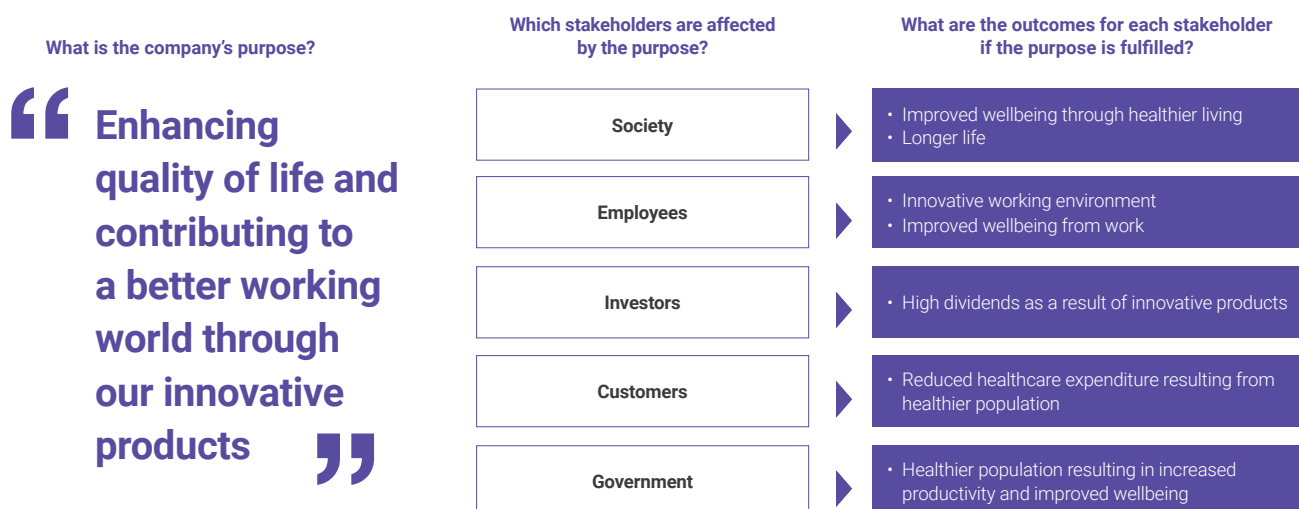 What is the company’s purpose?
“
Enhancing
quality of life and
contributing to
a better working
world through
our innovative
products
”
Which stakeholders are affected
by the purpose?
Society
Employees
Investors
Customers
Government
What are the outcomes for each stakeholder
if the purpose is fulfilled?
• Improved wellbeing through healthier living
• Longer life
• Innovative working environment
• Improved wellbeing from work
• High dividends as a result of innovative products
• Reduced healthcare expenditure resulting from
healthier population
• Healthier population resulting in increased
productivity and improved wellbeing